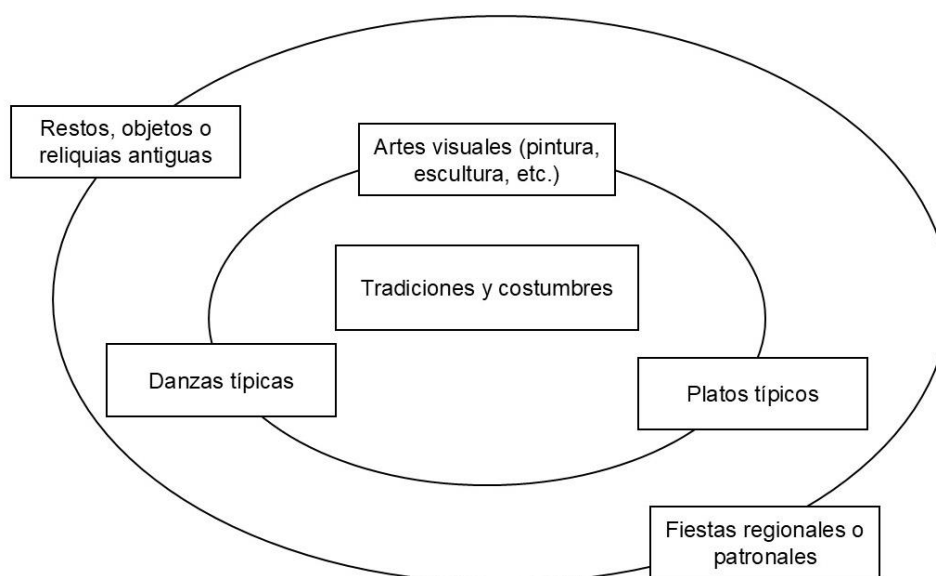 Restos, objetos o
reliquias antiguas
Artes visuales (pintura,
escultura, etc.)
Tradiciones y costumbres
Danzas típicas
Platos típicos
Fiestas regionales o
patronales